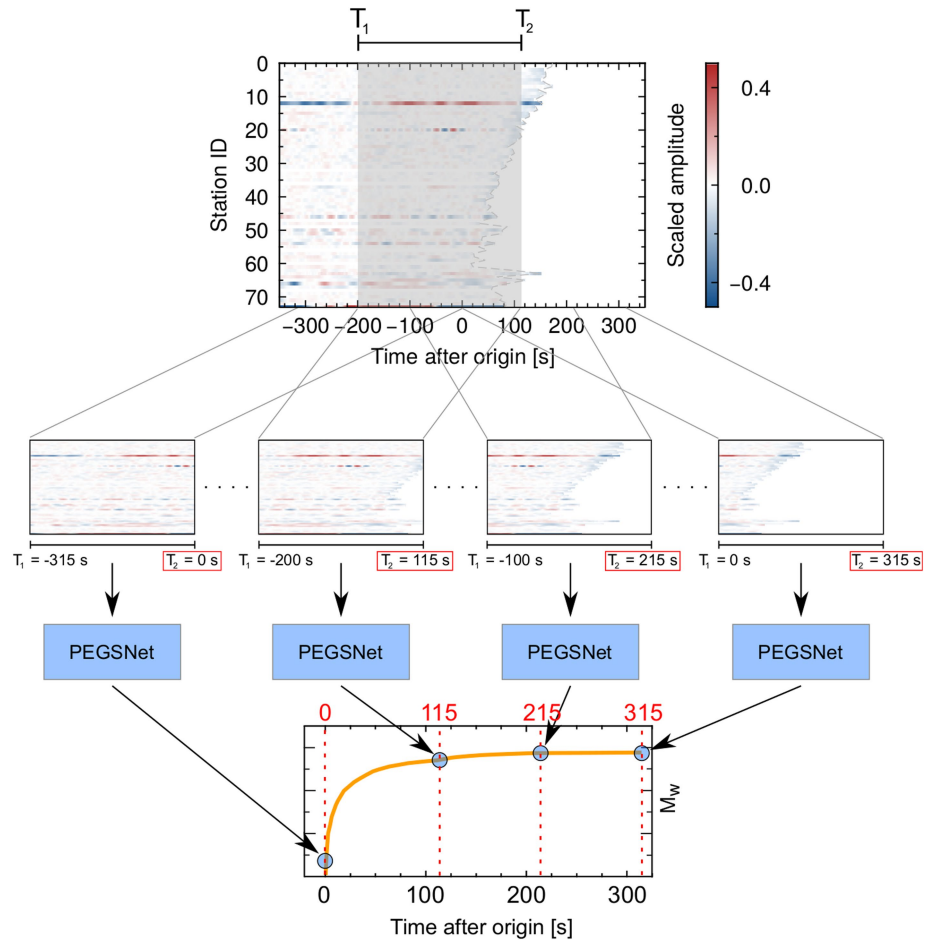 T₁ T₂
0
10
20
30
40
50
60
70
Station ID
−300 −200 −100 0 100 200 300
Time after origin [s]
0.4
0.0
−0.4
Scaled amplitude
. . . . . . . . . . . .
T₁ = -315 s T₂ = 0 s T₁ = -200 s T₂ = 115 s T₁ = -100 s T₂ = 215 s T₁ = 0 s T₂ = 315 s
PEGSNet PEGSNet PEGSNet PEGSNet
0 115 215 315
M_w
0 100 200 300
Time after origin [s]